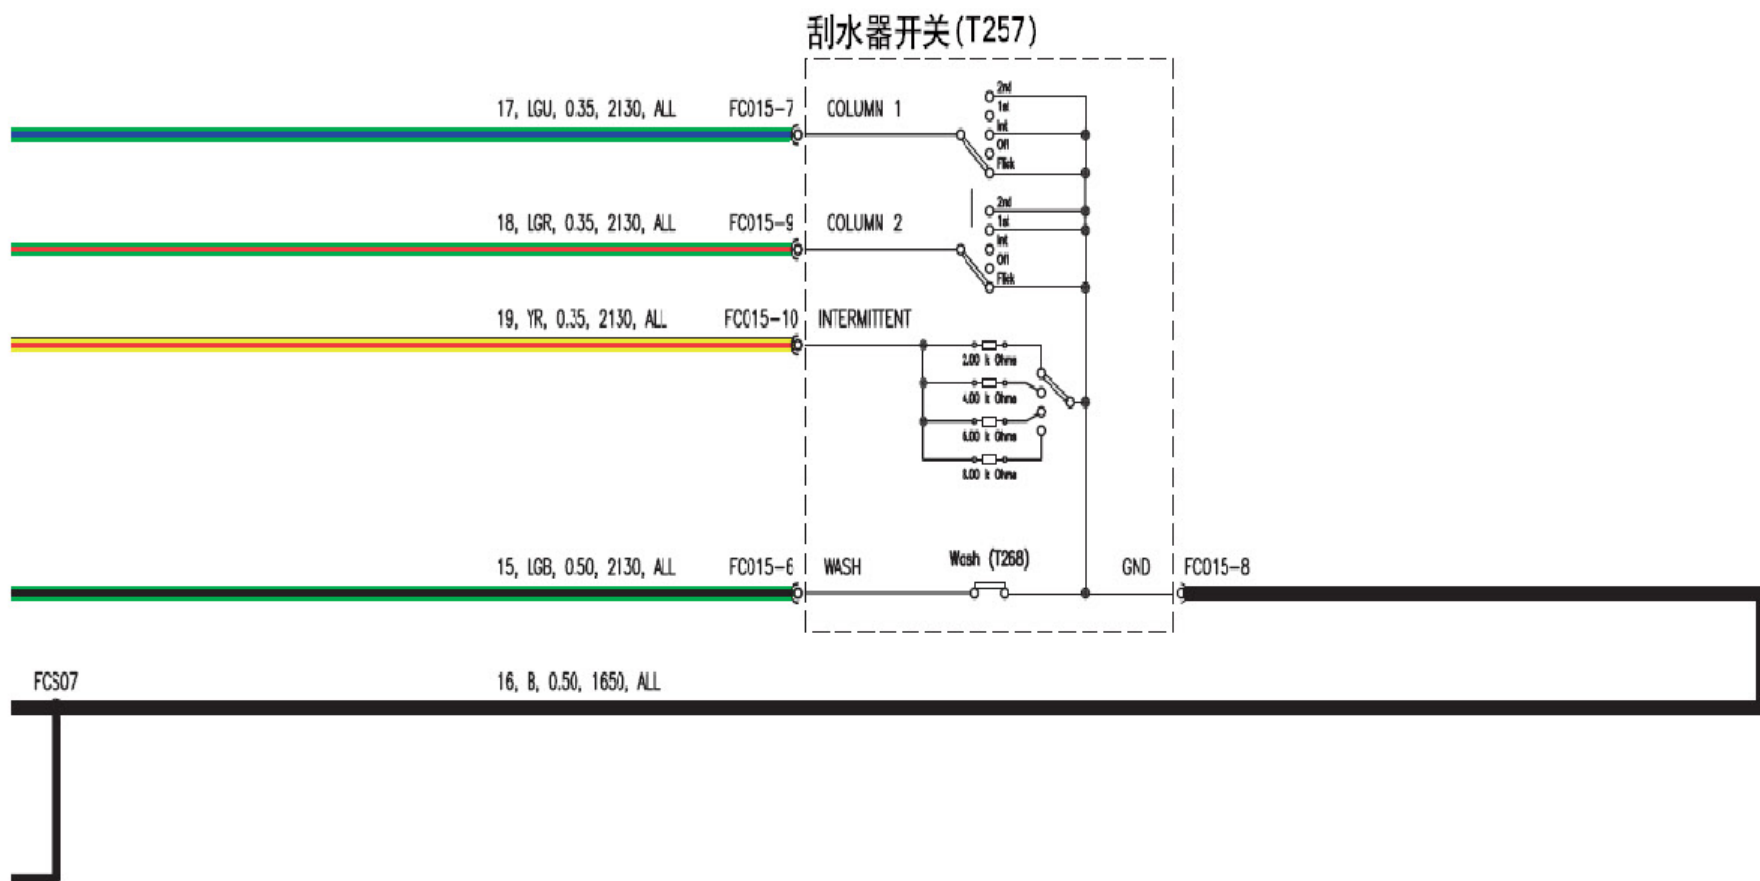 刮水器开关(T257)
17, LGU, 0.35, 2130, ALL FC015-7 COLUMN 1
2nd
1st
Int
Off
Flick
18, LGR, 0.35, 2130, ALL FC015-9 COLUMN 2
2nd
1st
Int
Off
Flick
19, YR, 0.35, 2130, ALL FC015-10 INTERMITTENT
2.00 k Ohms
4.00 k Ohms
6.00 k Ohms
8.00 k Ohms
15, LGB, 0.50, 2130, ALL FC015-6 WASH Wash (T268) GND FC015-8
FCS07 16, B, 0.50, 1650, ALL